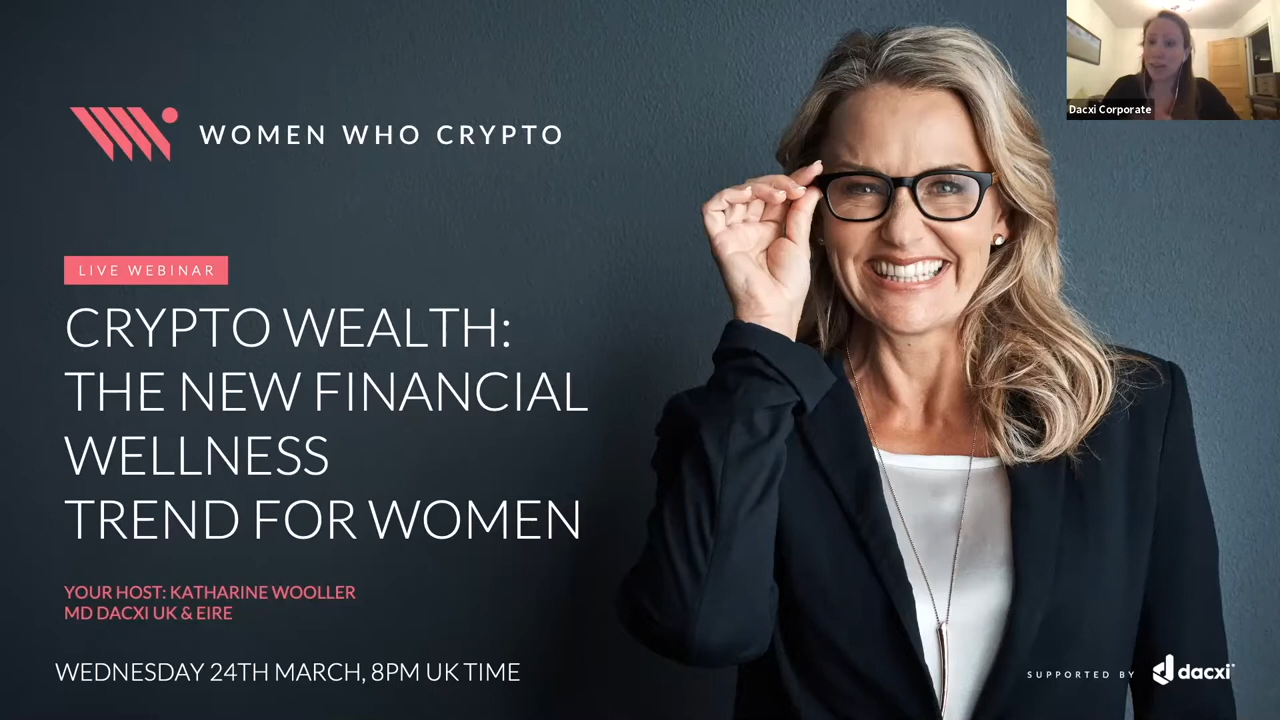 WOMEN WHO CRYPTO
Dacxi Corporate
LIVE WEBINAR
CRYPTO WEALTH:
THE NEW FINANCIAL
WELLNESS
TREND FOR WOMEN
YOUR HOST: KATHARINE WOOLLER
MD DACXI UK & EIRE
WEDNESDAY 24TH MARCH, 8PM UK TIME
SUPPORTED BY dacxi